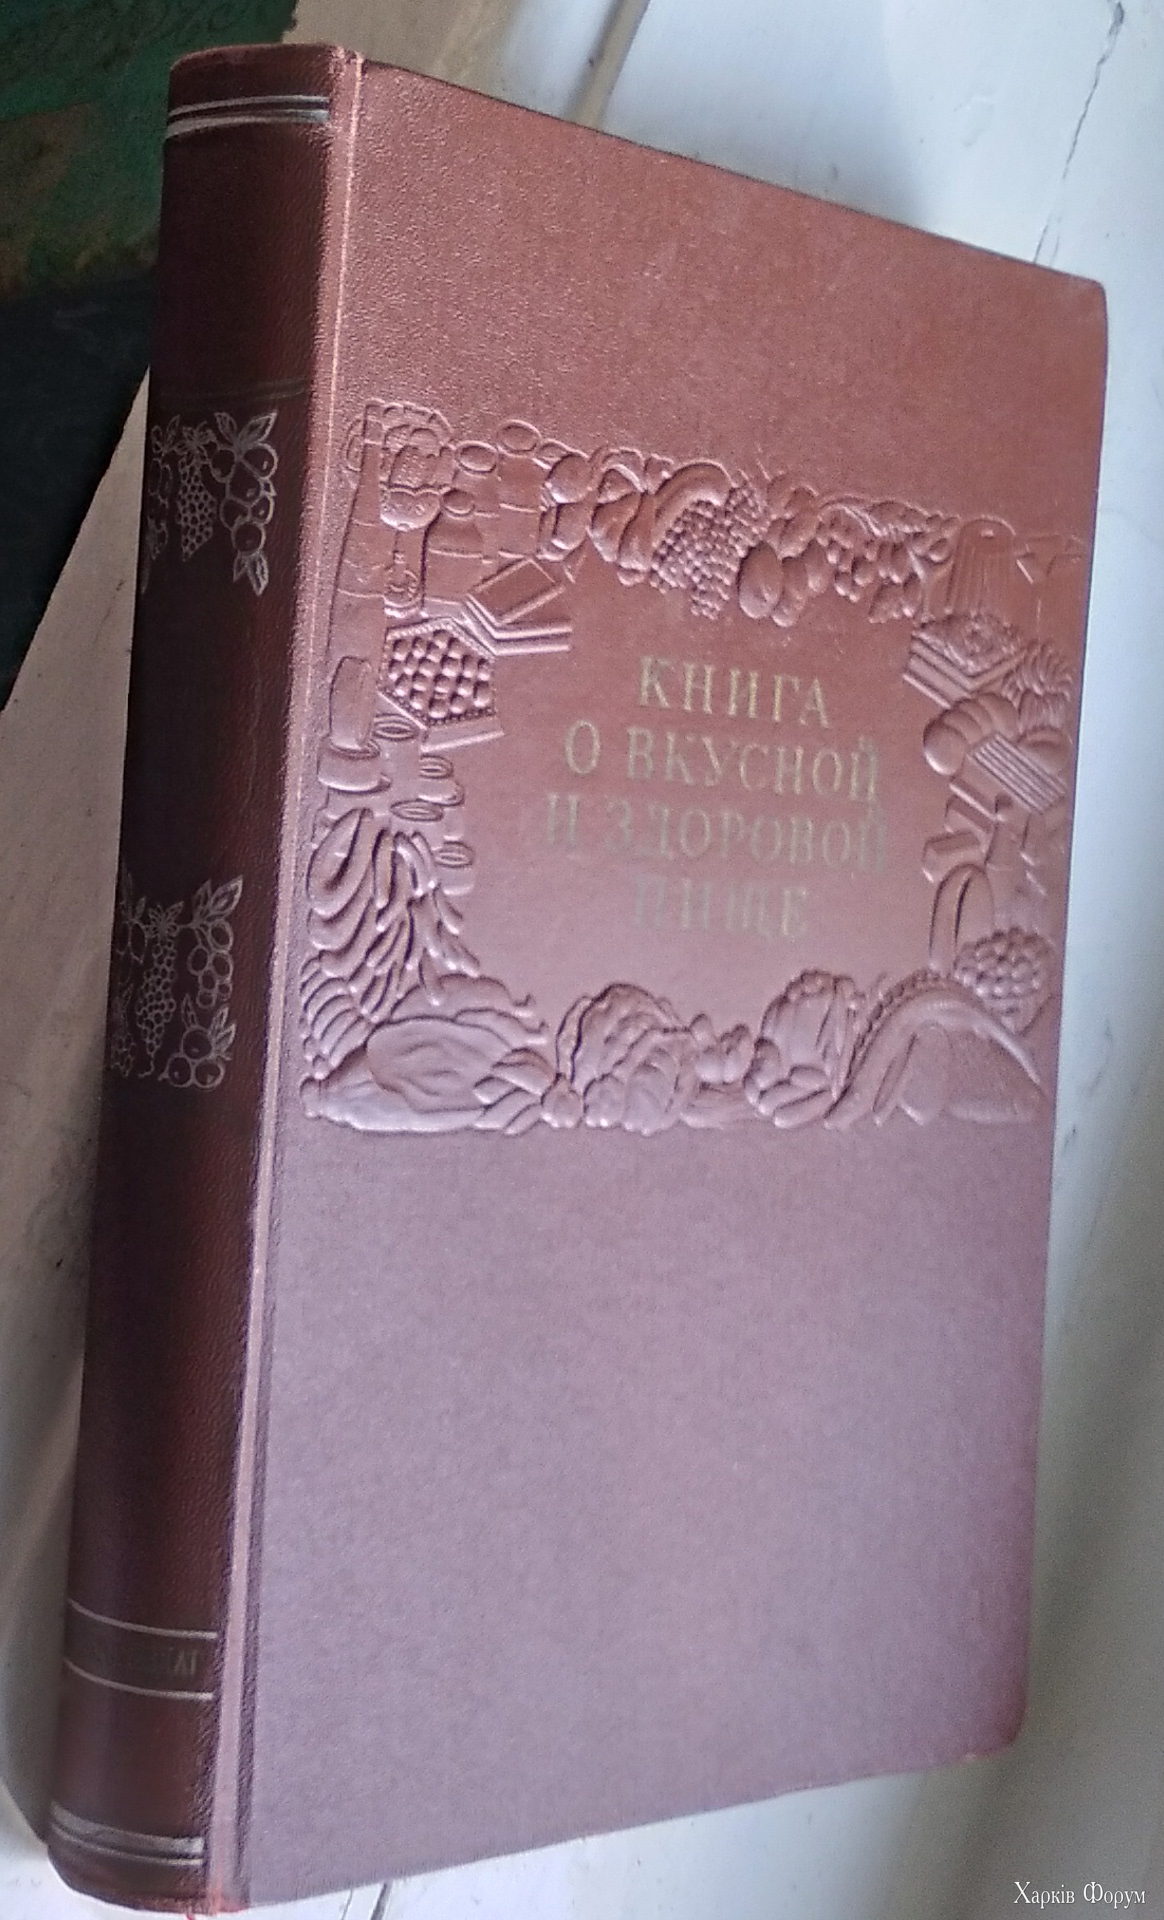 КНИГА
О ВКУСНОЙ
И ЗДОРОВОЙ
ПИЩЕ
Харків Форум